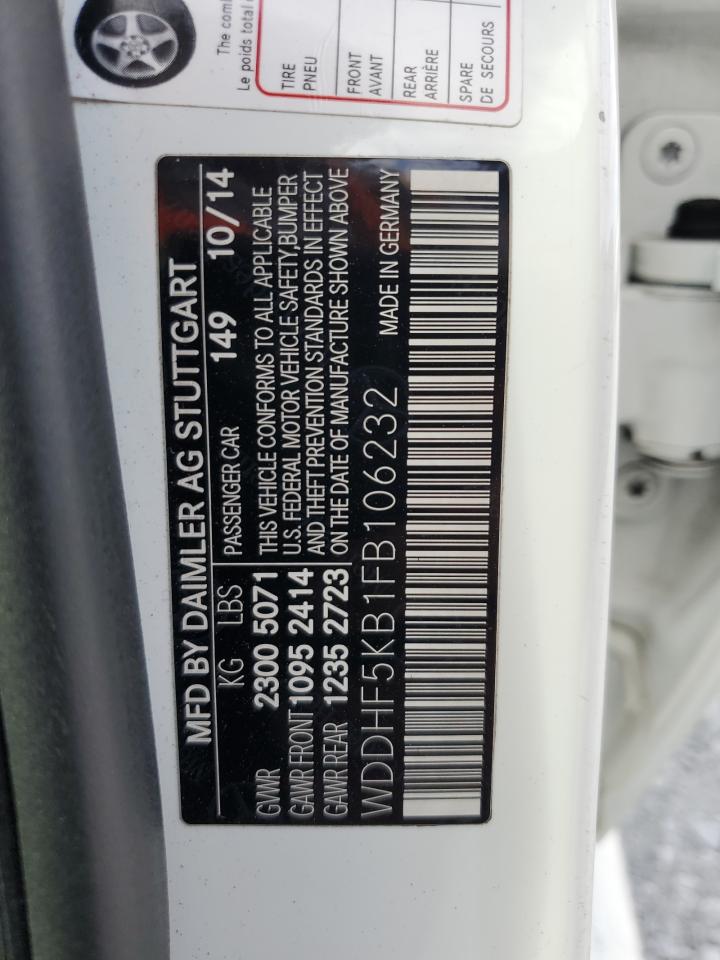 The com
Le poids total
TIRE
PNEU
FRONT
AVANT
REAR
ARRIÈRE
SPARE
DE SECOURS
MFD BY DAIMLER AG STUTTGART
KG LBS PASSENGER CAR 149 10/14
GVWR 2300 5071 THIS VEHICLE CONFORMS TO ALL APPLICABLE
GAWR FRONT 1095 2414 U.S. FEDERAL MOTOR VEHICLE SAFETY,BUMPER
GAWR REAR 1235 2723 AND THEFT PREVENTION STANDARDS IN EFFECT
ON THE DATE OF MANUFACTURE SHOWN ABOVE
WDDHF5KB1FB106232 MADE IN GERMANY